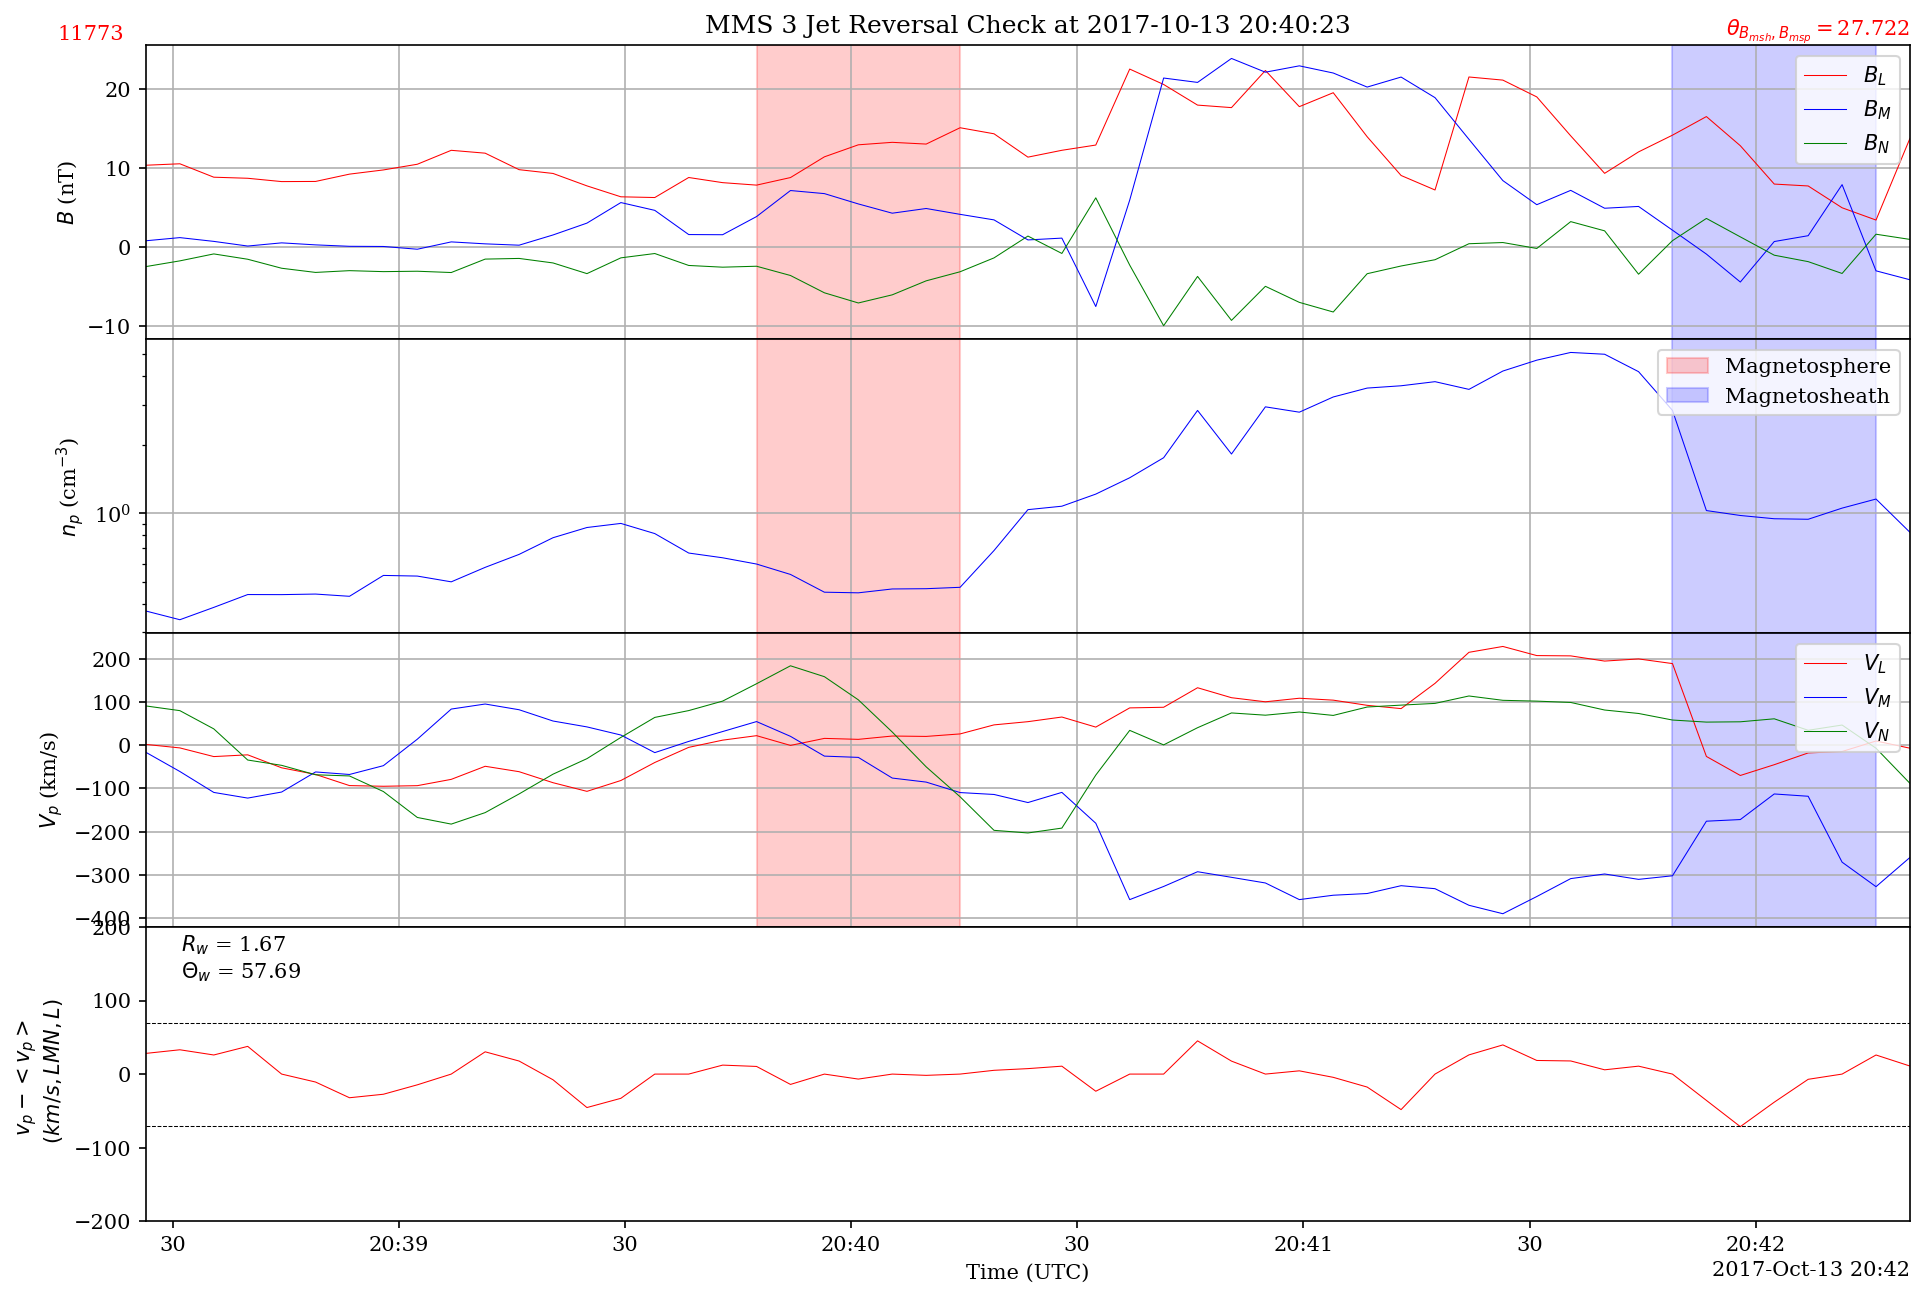 11773
MMS 3 Jet Reversal Check at 2017-10-13 20:40:23
θ_{B_{msh}, B_{msp}} = 27.722
20
10
0
−10
B (nT)
B_L
B_M
B_N
10^0
n_p (cm^{−3})
Magnetosphere
Magnetosheath
200
100
0
−100
−200
−300
−400
V_p (km/s)
V_L
V_M
V_N
200
100
0
−100
−200
v_p − < v_p >
(km/s, LMN, L)
R_w = 1.67
Θ_w = 57.69
30 20:39 30 20:40 30 20:41 30 20:42
Time (UTC)
2017-Oct-13 20:42